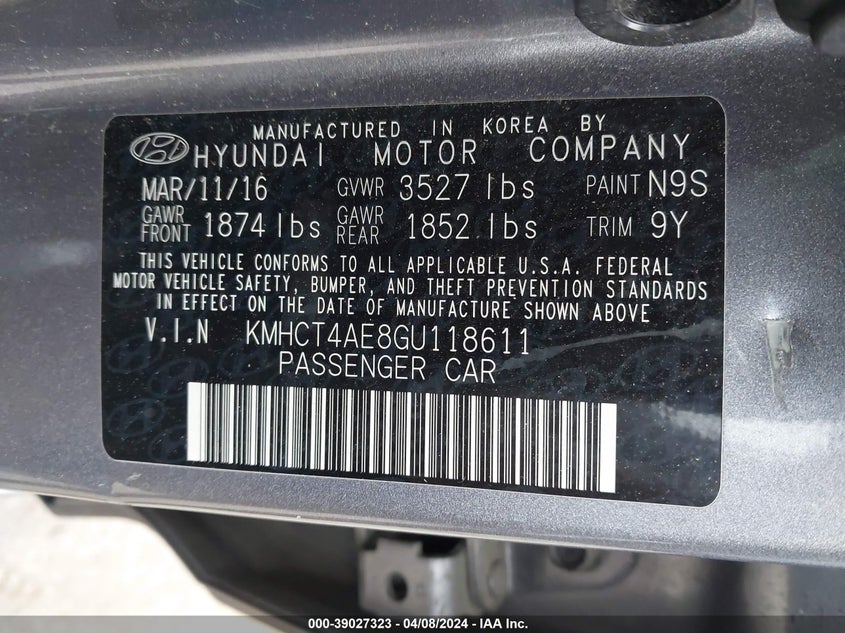 MANUFACTURED IN KOREA BY
HYUNDAI MOTOR COMPANY
MAR/11/16 GVWR 3527 lbs PAINT N9S
GAWR FRONT 1874 lbs GAWR REAR 1852 lbs TRIM 9Y
THIS VEHICLE CONFORMS TO ALL APPLICABLE U.S.A. FEDERAL
MOTOR VEHICLE SAFETY, BUMPER, AND THEFT PREVENTION STANDARDS
IN EFFECT ON THE DATE OF MANUFACTURE SHOWN ABOVE
V.I.N KMHCT4AE8GU118611
PASSENGER CAR
000-39027323 - 04/08/2024 - IAA Inc.